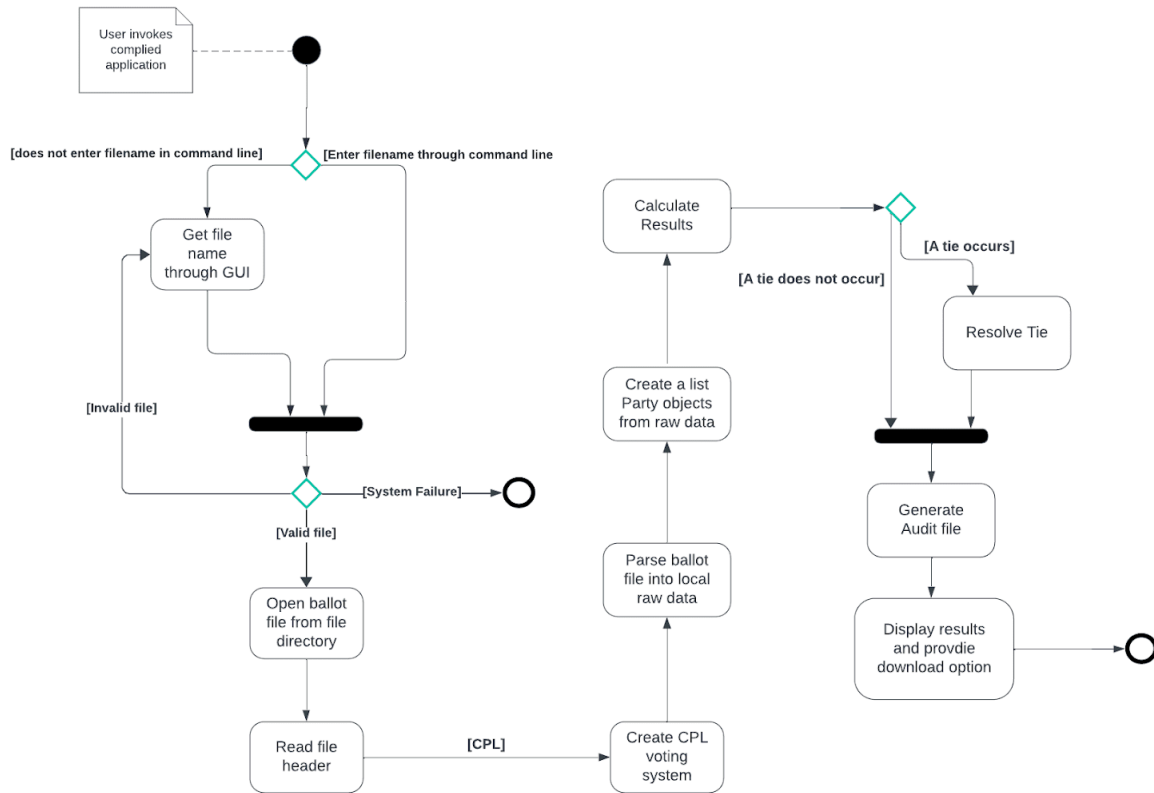 User invokes
complied
application
[does not enter filename in command line]
[Enter filename through command line
Get file
name
through GUI
[Invalid file]
[System Failure]
[Valid file]
Open ballot
file from file
directory
Read file
header
[CPL]
Create CPL
voting
system
Parse ballot
file into local
raw data
Create a list
Party objects
from raw data
Calculate
Results
[A tie occurs]
[A tie does not occur]
Resolve Tie
Generate
Audit file
Display results
and provdie
download option